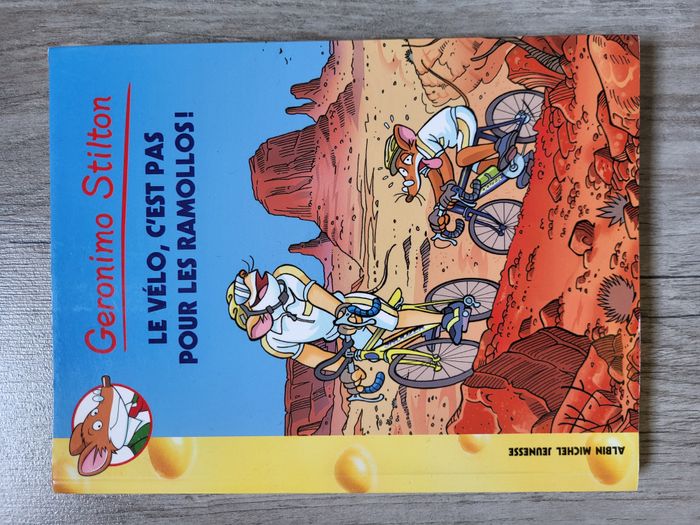 Geronimo Stilton
LE VÉLO, C'EST PAS
POUR LES RAMOLLOS!
ALBIN MICHEL JEUNESSE